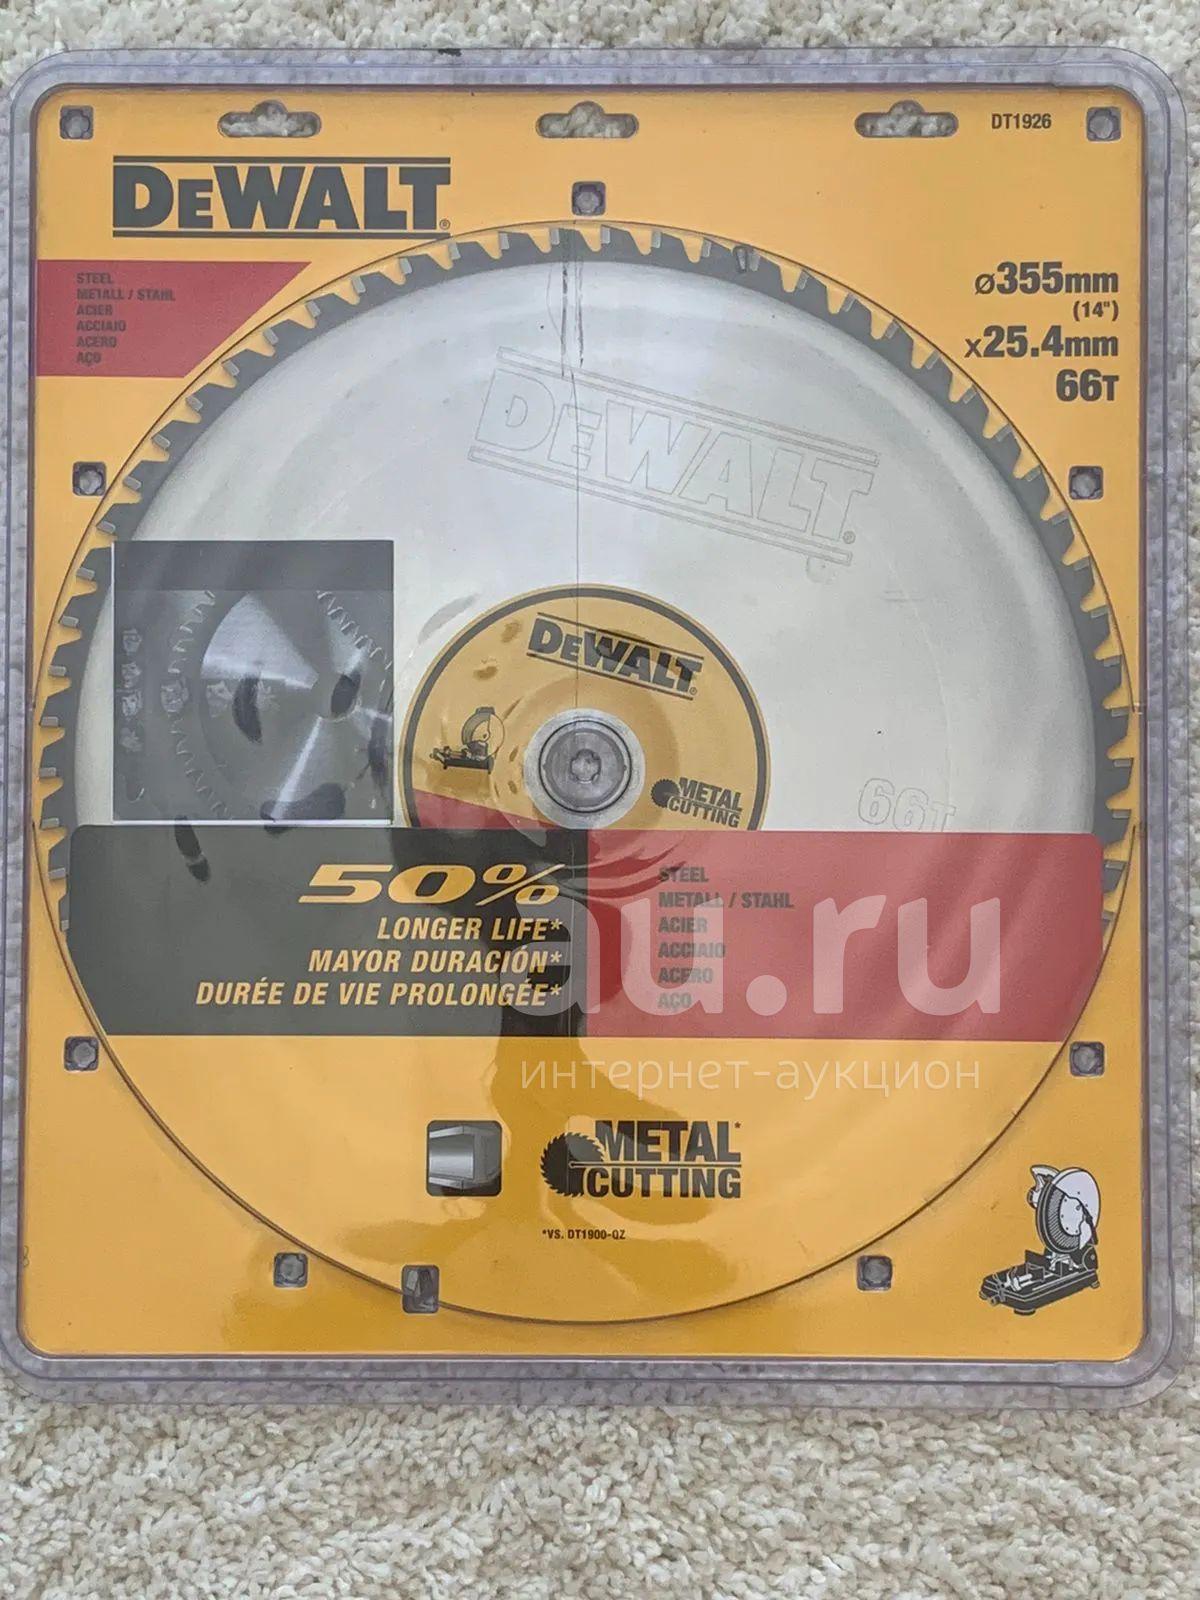 DT1926
DEWALT®
STEEL
METALL / STAHL
ACIER
ACCIAIO
ACERO
AÇO
ø355mm
(14")
x25.4mm
66T
DEWALT®
DEWALT®
METAL
CUTTING
66T
50%
LONGER LIFE*
MAYOR DURACIÓN*
DURÉE DE VIE PROLONGÉE*
STEEL
METALL / STAHL
ACIER
ACCIAIO
ACERO
AÇO
au.ru
интернет-аукцион
METAL*
CUTTING
*VS. DT1900-QZ